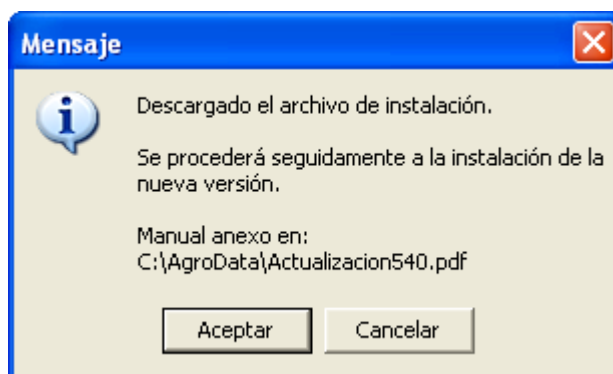 Mensaje
Descargado el archivo de instalación.
Se procederá seguidamente a la instalación de la
nueva versión.
Manual anexo en:
C:\AgroData\Actualizacion540.pdf
Aceptar
Cancelar